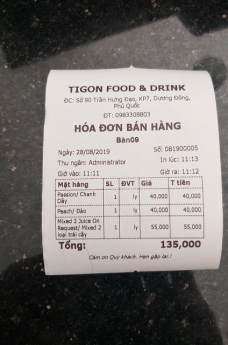 TIGON FOOD & DRINK
ĐC: Số 90 Trần Hưng Đạo, KP7, Dương Đông,
Phú Quốc
ĐT: 0983308803
HÓA ĐƠN BÁN HÀNG
Bàn09
Ngày: 28/08/2019 Số: 081900005
Thu ngân: Administrator In lúc: 11:13
Giờ vào: 11:11 Giờ ra: 11:12
Mặt hàng SL ĐVT Giá T tiền
Passion/ Chanh 1 ly 40,000 40,000
Dây
Peach/ Đào 1 ly 40,000 40,000
Mixed 2 Juice On 1 ly 55,000 55,000
Request/ Mixed 2
loại trái cây
Tổng: 135,000
Cảm ơn Quý khách. Hẹn gặp lại!